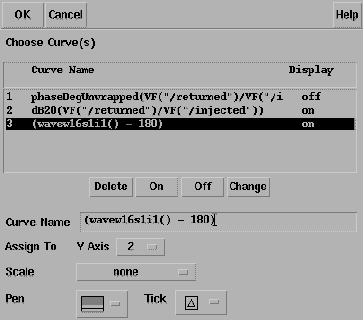 OK Cancel Help
Choose Curve(s)
Curve Name Display
1 phaseDegUnwrapped(VF("/returned")/VF("/i off
2 dB20(VF("/returned")/VF("/injected")) on
3 (wavew16s1i1() - 180) on
Delete On Off Change
Curve Name (wavew16s1i1() - 180)
Assign To Y Axis 2
Scale none
Pen Tick